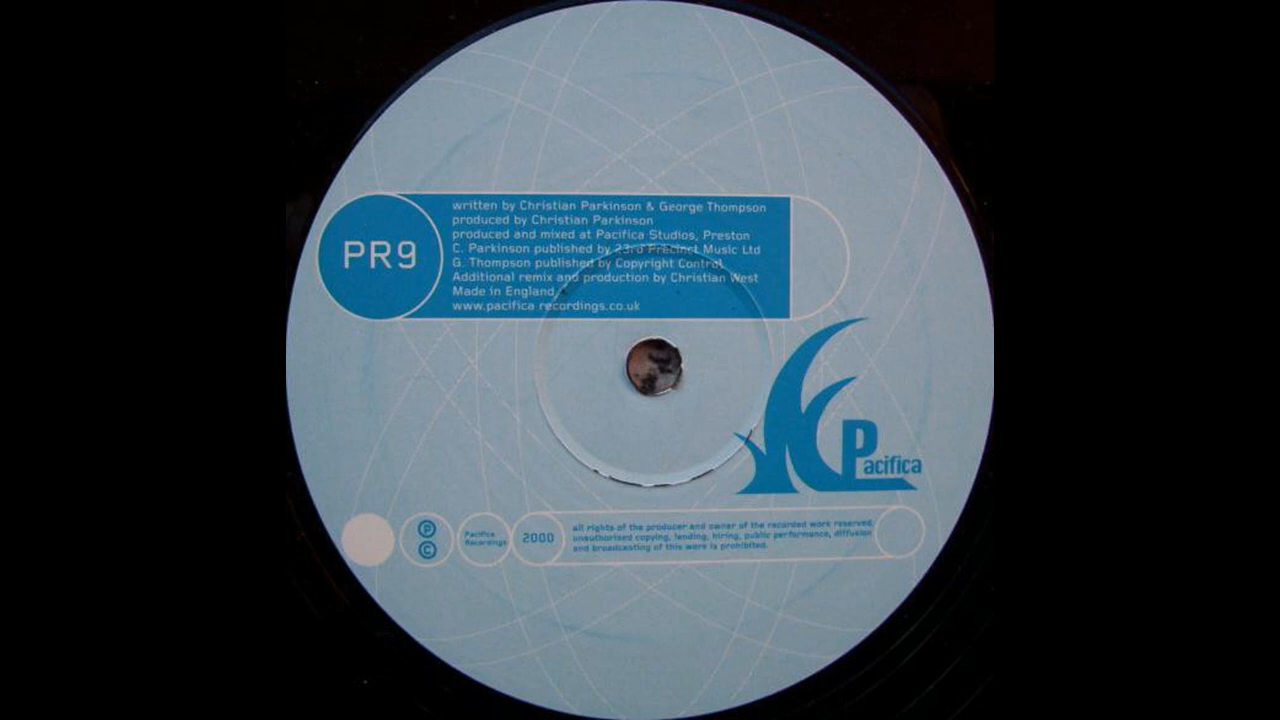 PR9
written by Christian Parkinson & George Thompson
produced by Christian Parkinson
produced and mixed at Pacifica Studios, Preston
C. Parkinson published by 23rd Precinct Music Ltd
G. Thompson published by Copyright Control
Additional remix and production by Christian West
Made in England
www.pacifica recordings.co.uk
Pacifica
P
C
Pacifica
Recordings
2000
all rights of the producer and owner of the recorded work reserved
unauthorised copying, lending, hiring, public performance, diffusion
and broadcasting of this work is prohibited.